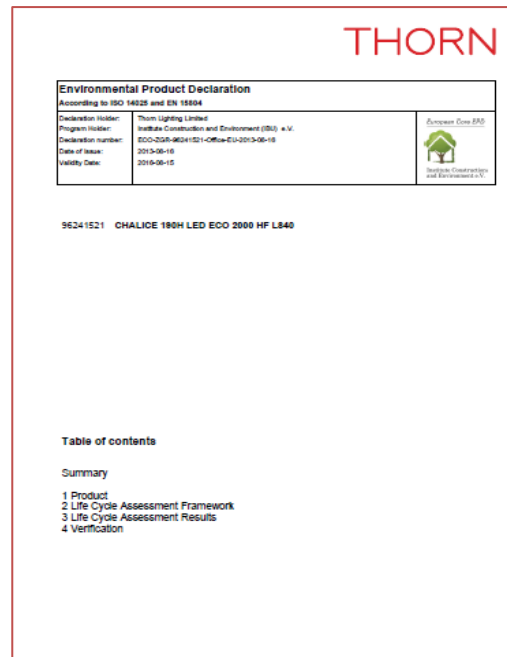 THORN
Environmental Product Declaration
According to ISO 14025 and EN 15804
Declaration Holder: Thorn Lighting Limited
Program Holder: Institute Construction and Environment (IBU) e.V.
Declaration number: ECO-ZGR-96241521-Office-EU-2013-08-16
Date of Issue: 2013-08-16
Validity Date: 2016-08-15
European Core EPD
Institute Construction
and Environment e.V.
96241521 CHALICE 190H LED ECO 2000 HF L840
Table of contents
Summary
1 Product
2 Life Cycle Assessment Framework
3 Life Cycle Assessment Results
4 Verification